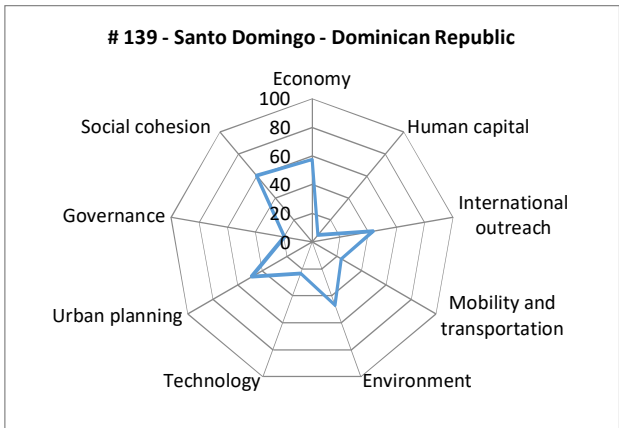 # 139 - Santo Domingo - Dominican Republic
Economy
100
Social cohesion
Human capital
80
60
40
Governance
International
outreach
20
0
Mobility and
transportation
Urban planning
Technology
Environment